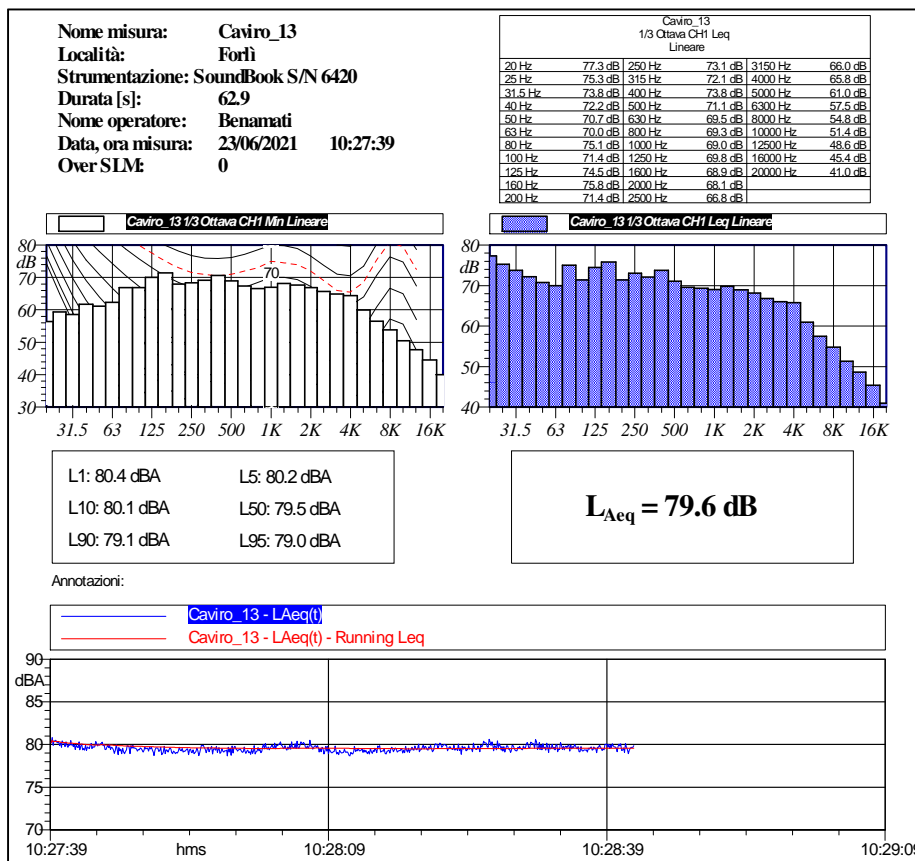 Nome misura: Caviro_13
Località: Forlì
Strumentazione: SoundBook S/N 6420
Durata [s]: 62.9
Nome operatore: Benamati
Data, ora misura: 23/06/2021 10:27:39
Over SLM: 0
Caviro_13
1/3 Ottava CH1 Leq
Lineare
20 Hz 77.3 dB 250 Hz 73.1 dB 3150 Hz 66.0 dB
25 Hz 75.3 dB 315 Hz 72.1 dB 4000 Hz 65.8 dB
31.5 Hz 73.8 dB 400 Hz 73.8 dB 5000 Hz 61.0 dB
40 Hz 72.2 dB 500 Hz 71.1 dB 6300 Hz 57.5 dB
50 Hz 70.7 dB 630 Hz 69.5 dB 8000 Hz 54.8 dB
63 Hz 70.0 dB 800 Hz 69.3 dB 10000 Hz 51.4 dB
80 Hz 75.1 dB 1000 Hz 69.0 dB 12500 Hz 48.6 dB
100 Hz 71.4 dB 1250 Hz 69.8 dB 16000 Hz 45.4 dB
125 Hz 74.5 dB 1600 Hz 68.9 dB 20000 Hz 41.0 dB
160 Hz 75.8 dB 2000 Hz 68.1 dB
200 Hz 71.4 dB 2500 Hz 66.8 dB
Caviro_13 1/3 Ottava CH1 Min Lineare
80
dB
70
70
60
50
40
30
31.5 63 125 250 500 1K 2K 4K 8K 16K
Caviro_13 1/3 Ottava CH1 Leq Lineare
80
dB
70
60
50
40
31.5 63 125 250 500 1K 2K 4K 8K 16K
L1: 80.4 dBA L5: 80.2 dBA
L10: 80.1 dBA L50: 79.5 dBA
L90: 79.1 dBA L95: 79.0 dBA
LAeq = 79.6 dB
Annotazioni:
Caviro_13 - LAeq(t)
Caviro_13 - LAeq(t) - Running Leq
90
dBA
85
80
75
70
10:27:39 hms 10:28:09 10:28:39 10:29:09